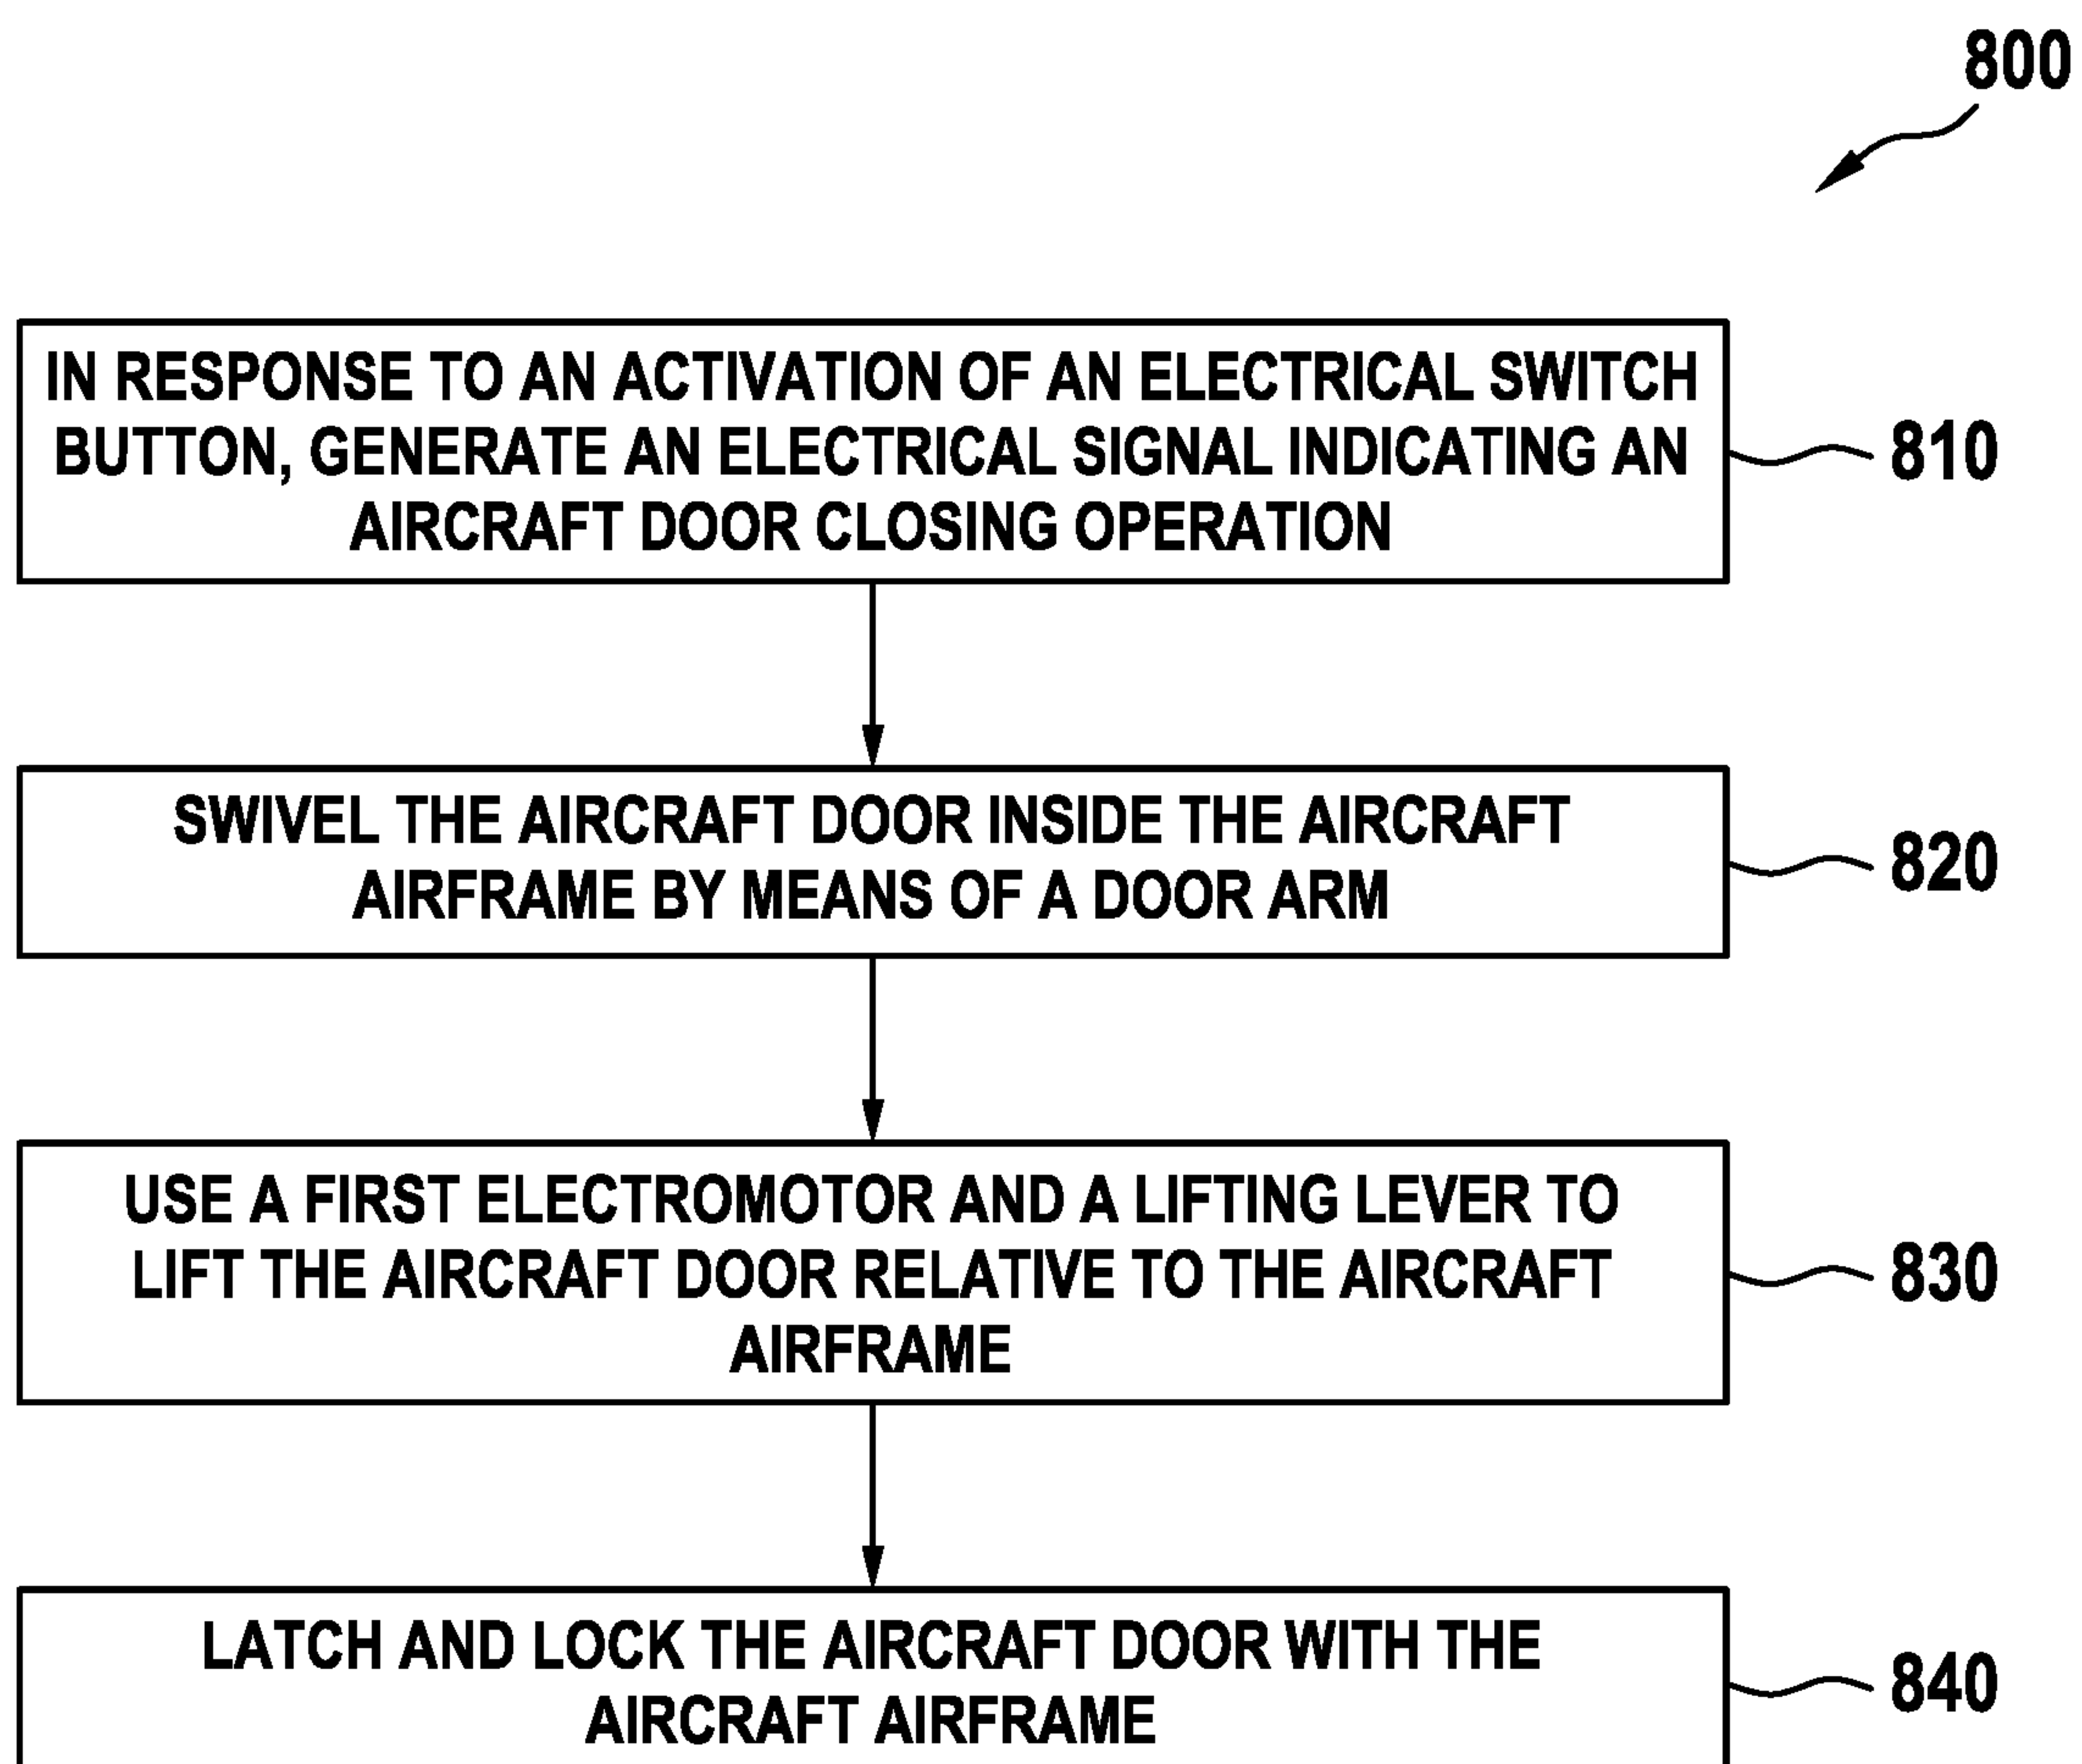 800
IN RESPONSE TO AN ACTIVATION OF AN ELECTRICAL SWITCH
BUTTON, GENERATE AN ELECTRICAL SIGNAL INDICATING AN
AIRCRAFT DOOR CLOSING OPERATION
810
SWIVEL THE AIRCRAFT DOOR INSIDE THE AIRCRAFT
AIRFRAME BY MEANS OF A DOOR ARM
820
USE A FIRST ELECTROMOTOR AND A LIFTING LEVER TO
LIFT THE AIRCRAFT DOOR RELATIVE TO THE AIRCRAFT
AIRFRAME
830
LATCH AND LOCK THE AIRCRAFT DOOR WITH THE
AIRCRAFT AIRFRAME
840